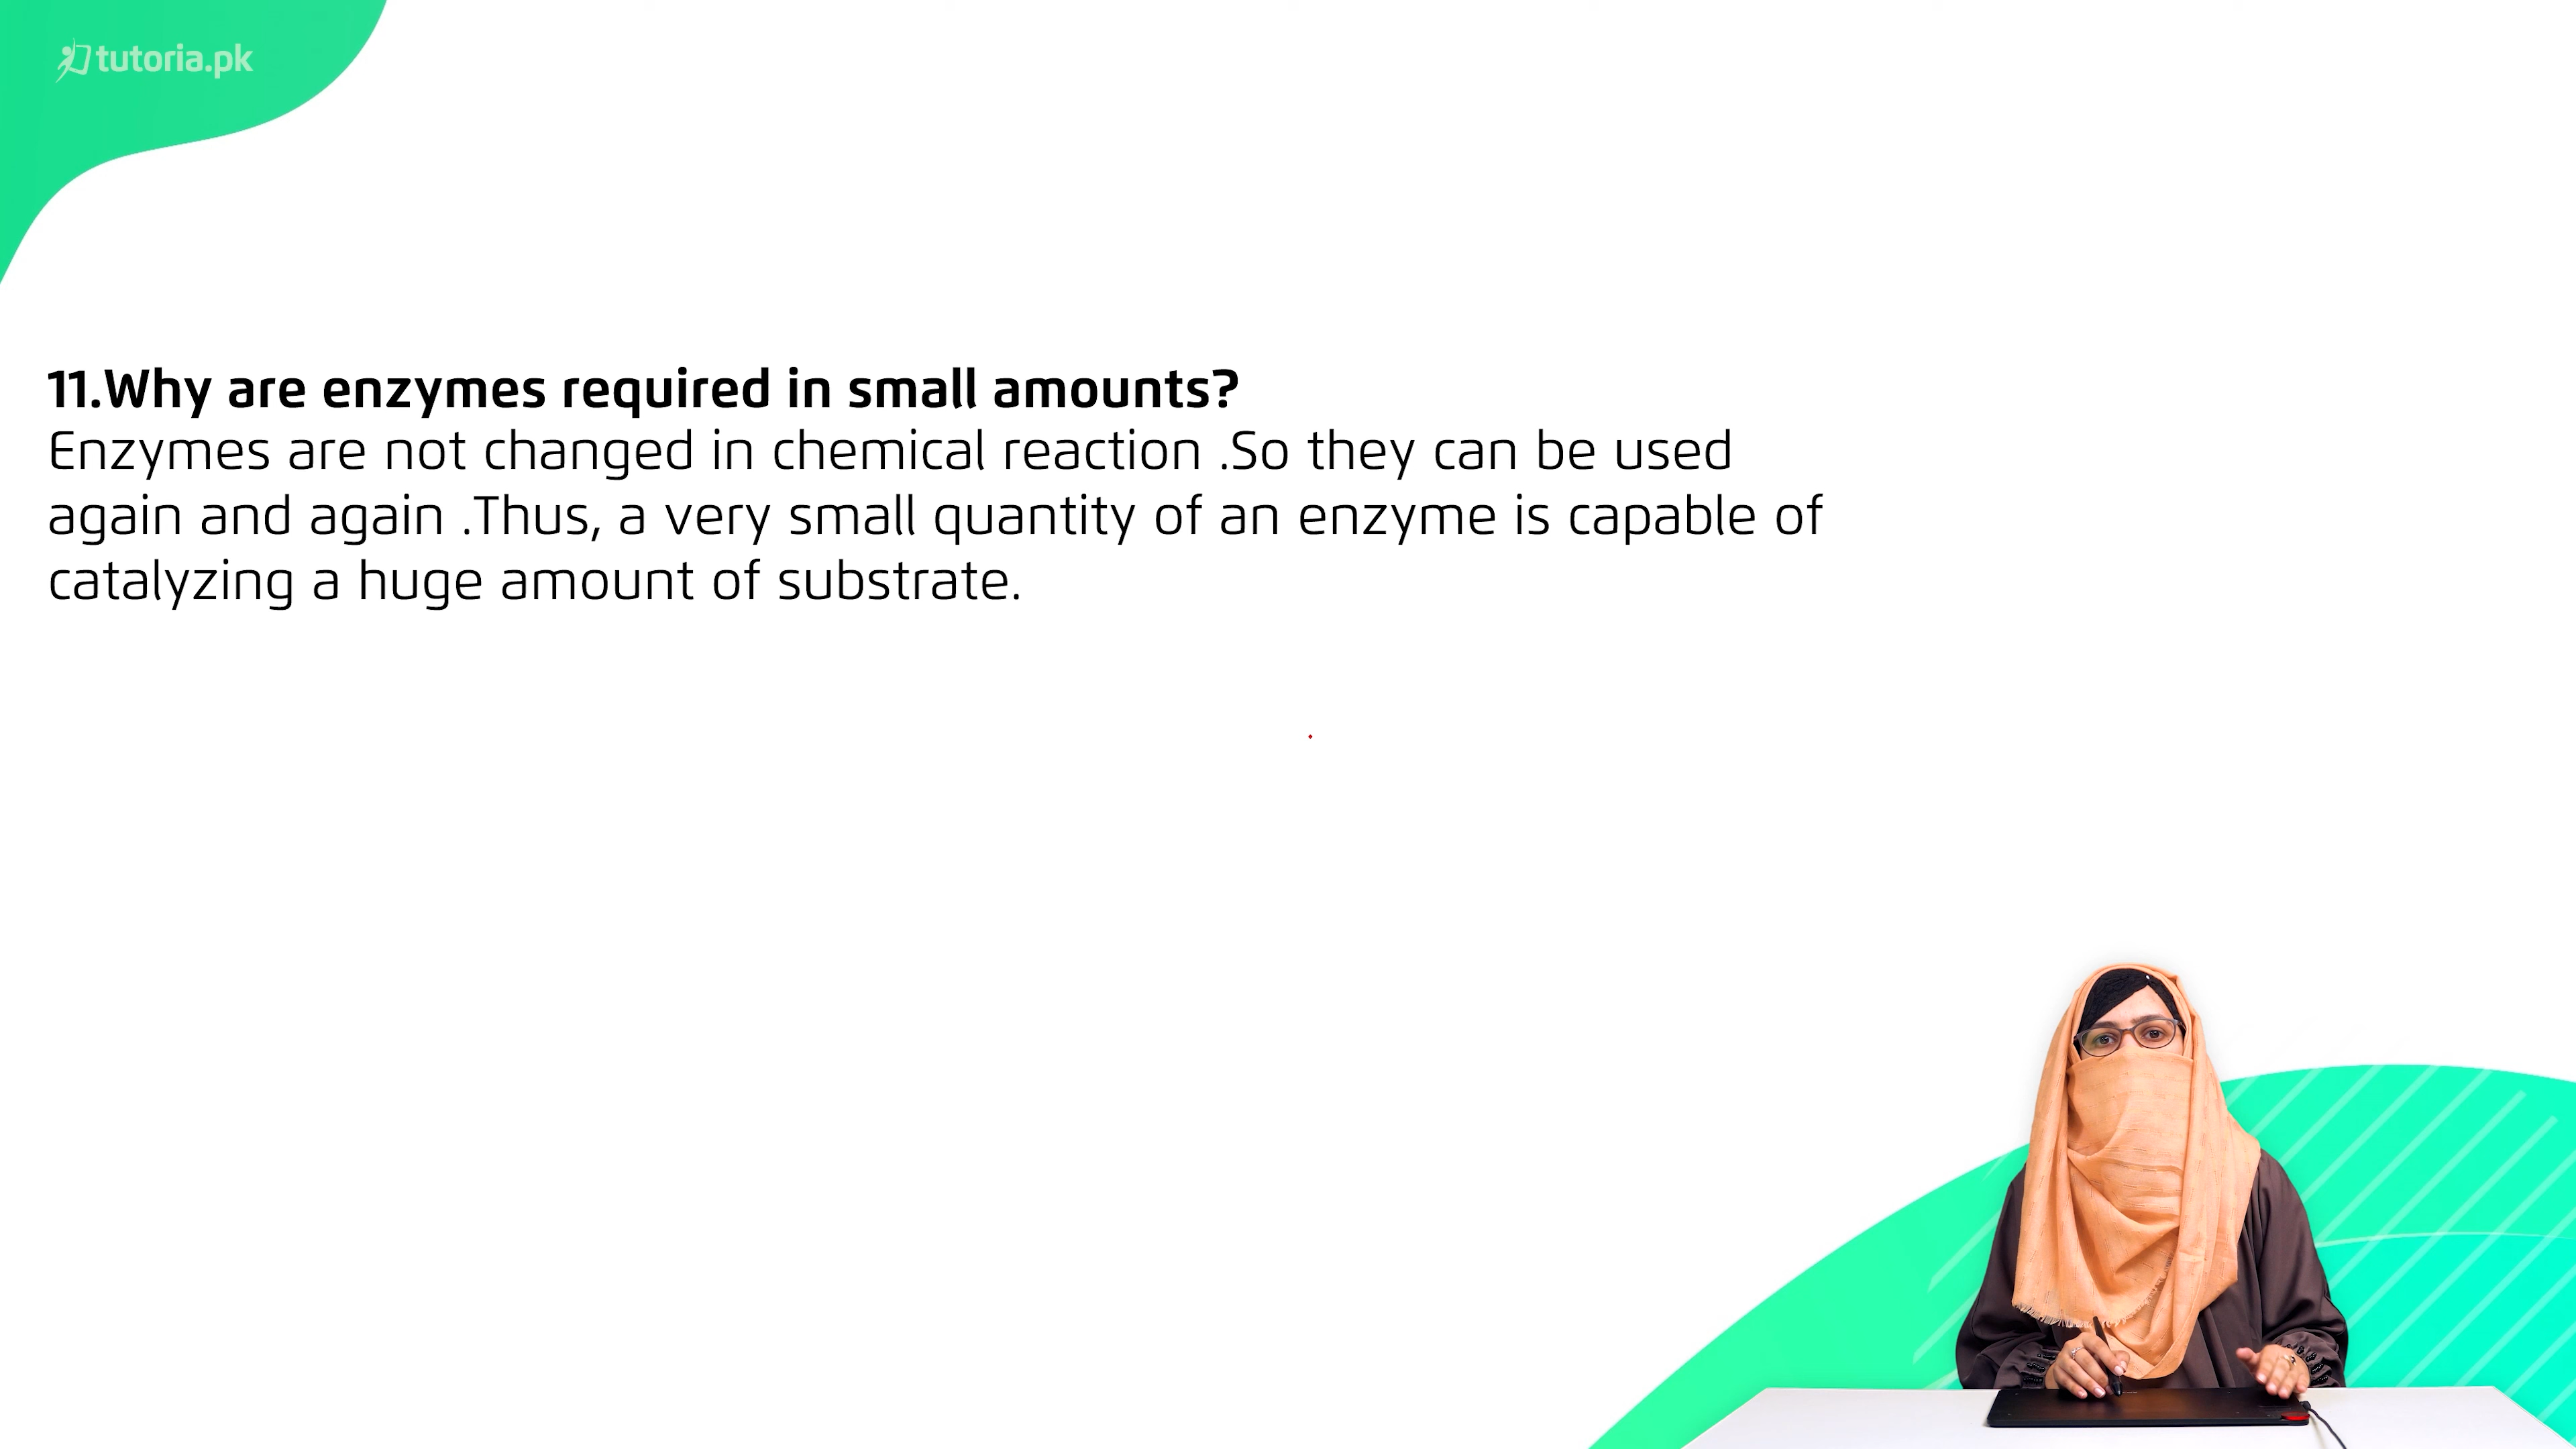 tutoria.pk
11.Why are enzymes required in small amounts?
Enzymes are not changed in chemical reaction .So they can be used
again and again .Thus, a very small quantity of an enzyme is capable of
catalyzing a huge amount of substrate.